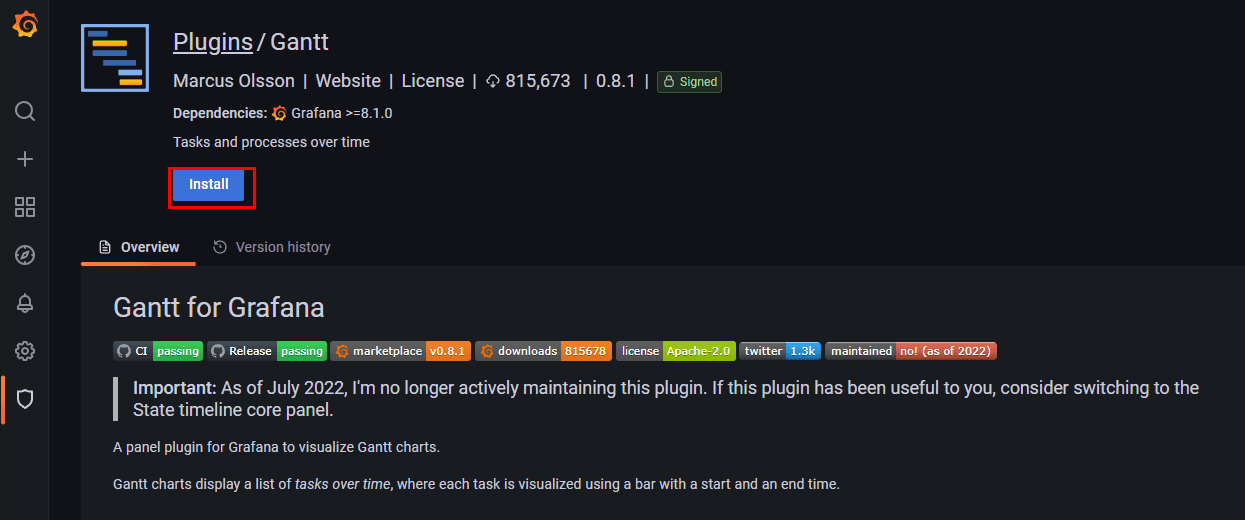 Plugins / Gantt
Marcus Olsson | Website | License | 815,673 | 0.8.1 | Signed
Dependencies: Grafana >=8.1.0
Tasks and processes over time
Install
Overview Version history
Gantt for Grafana
CI passing Release passing marketplace v0.8.1 downloads 815678 license Apache-2.0 twitter 1.3k maintained no! (as of 2022)
Important: As of July 2022, I'm no longer actively maintaining this plugin. If this plugin has been useful to you, consider switching to the
State timeline core panel.
A panel plugin for Grafana to visualize Gantt charts.
Gantt charts display a list of tasks over time, where each task is visualized using a bar with a start and an end time.